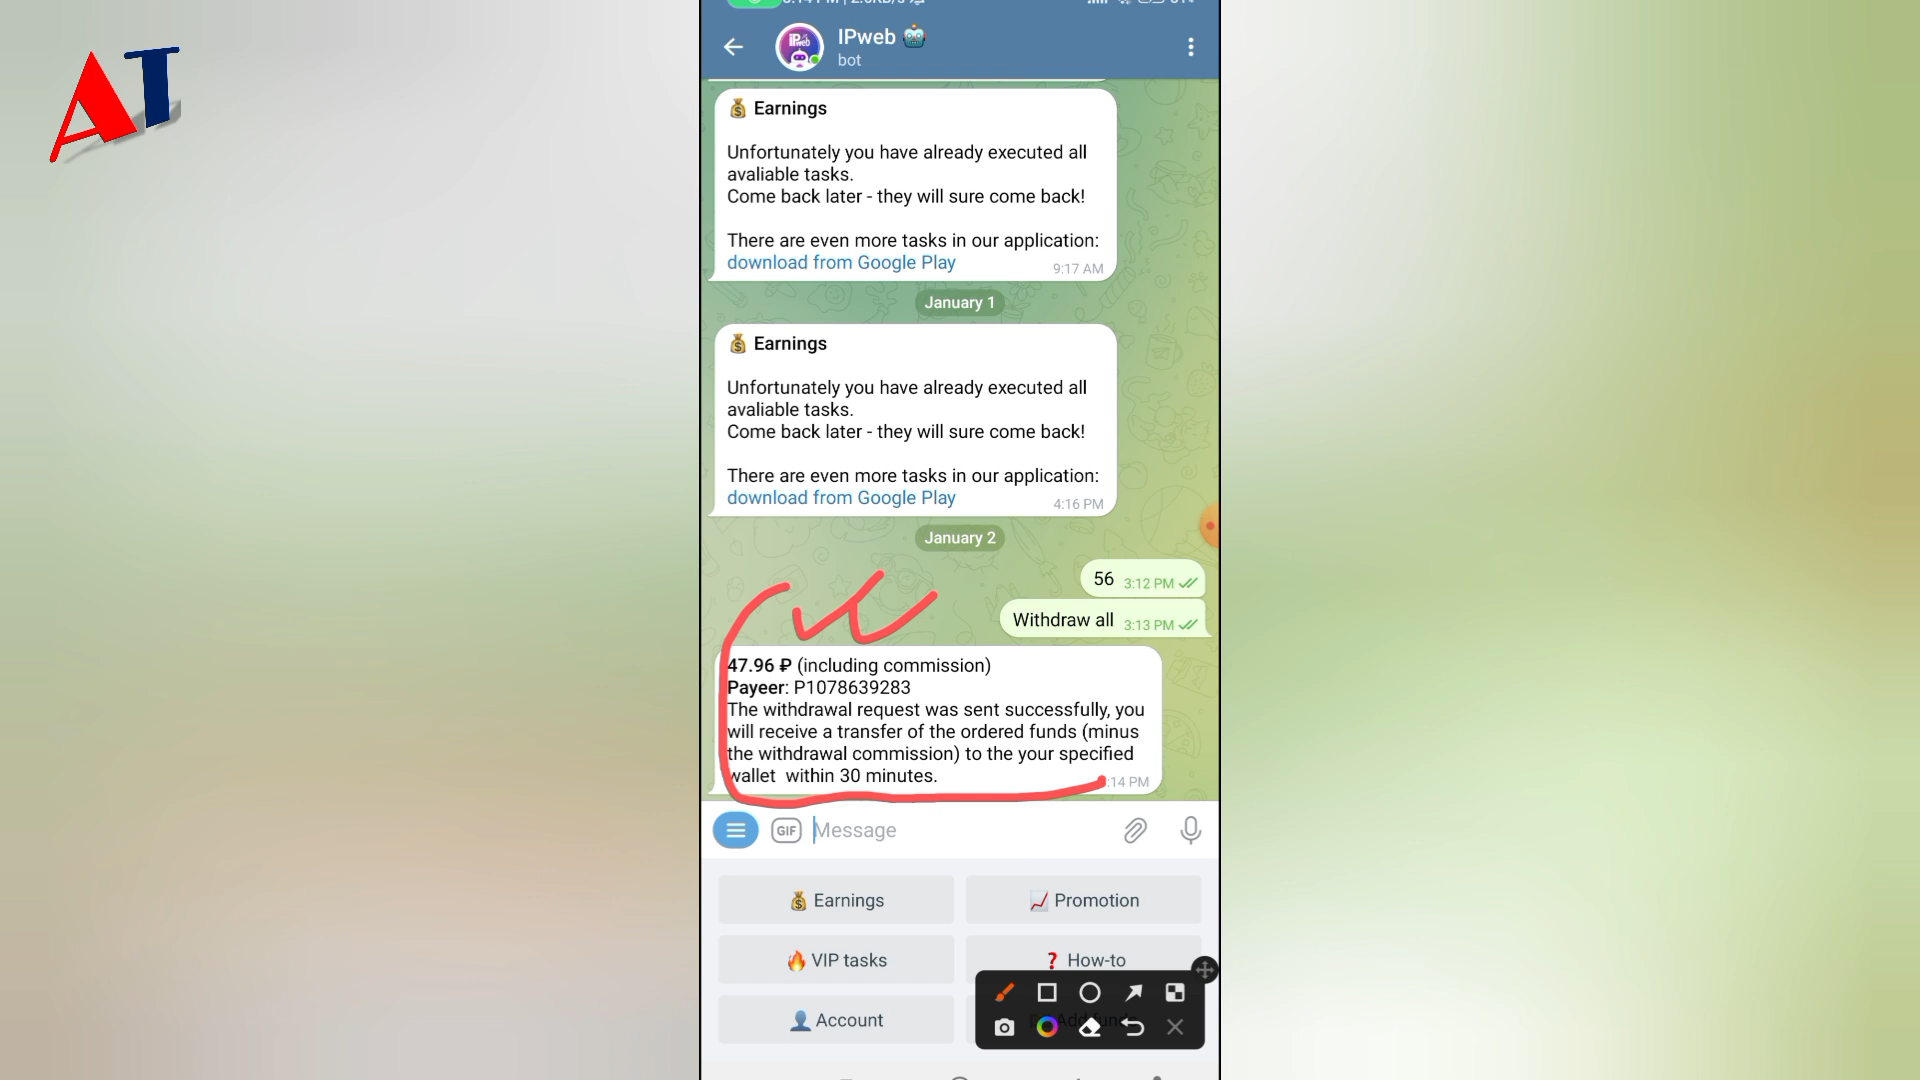 AT
IPweb
IPweb 🤖
bot
💰 Earnings
Unfortunately you have already executed all
avaliable tasks.
Come back later - they will sure come back!
There are even more tasks in our application:
download from Google Play
9:17 AM
January 1
💰 Earnings
Unfortunately you have already executed all
avaliable tasks.
Come back later - they will sure come back!
There are even more tasks in our application:
download from Google Play
4:16 PM
January 2
56 3:12 PM
Withdraw all 3:13 PM
47.96 ₽ (including commission)
Payeer: P1078639283
The withdrawal request was sent successfully, you
will receive a transfer of the ordered funds (minus
the withdrawal commission) to the your specified
wallet within 30 minutes.
:14 PM
GIF Message
💰 Earnings
📈 Promotion
🔥 VIP tasks
❓ How-to
👤 Account
Add funds